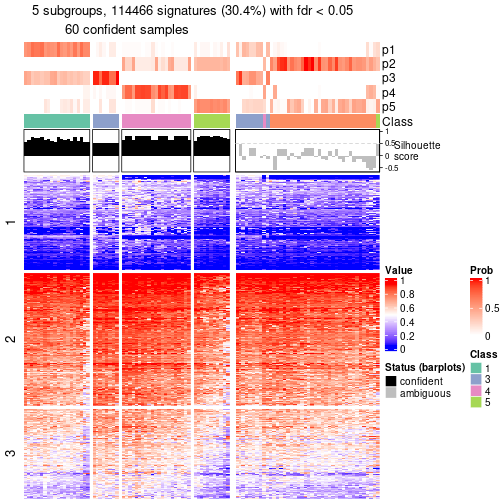 5 subgroups, 114466 signatures (30.4%) with fdr < 0.05
60 confident samples
p1
p2
p3
p4
p5
Class
1
0.5
0
-0.5
Silhouette
score
1
2
3
Value
1
0.8
0.6
0.4
0.2
0
Prob
1
0.5
0
Status (barplots)
confident
ambiguous
Class
1
3
4
5